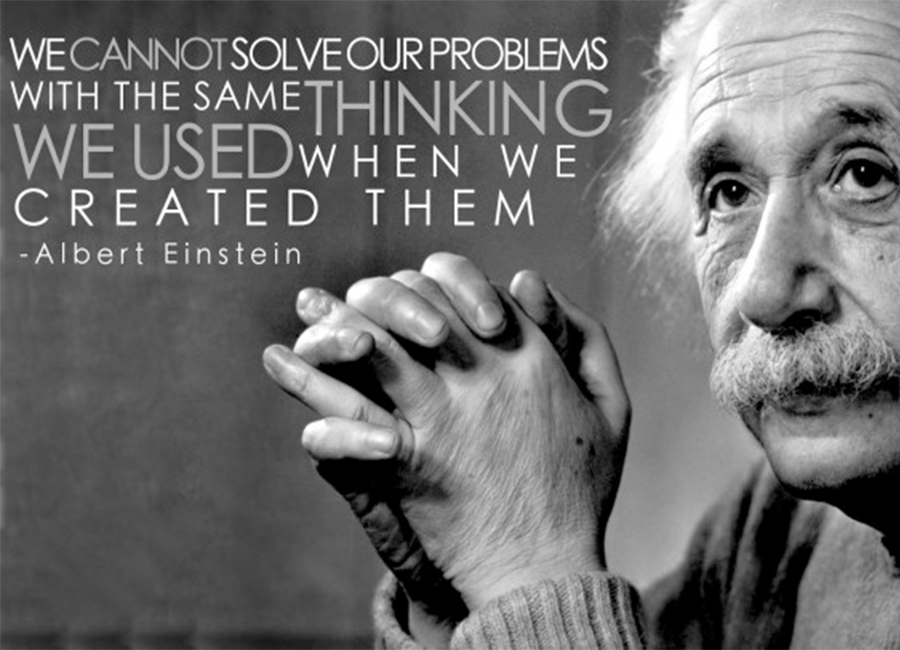 WE CANNOT SOLVE OUR PROBLEMS
WITH THE SAME THINKING
WE USED WHEN WE
CREATED THEM
-Albert Einstein